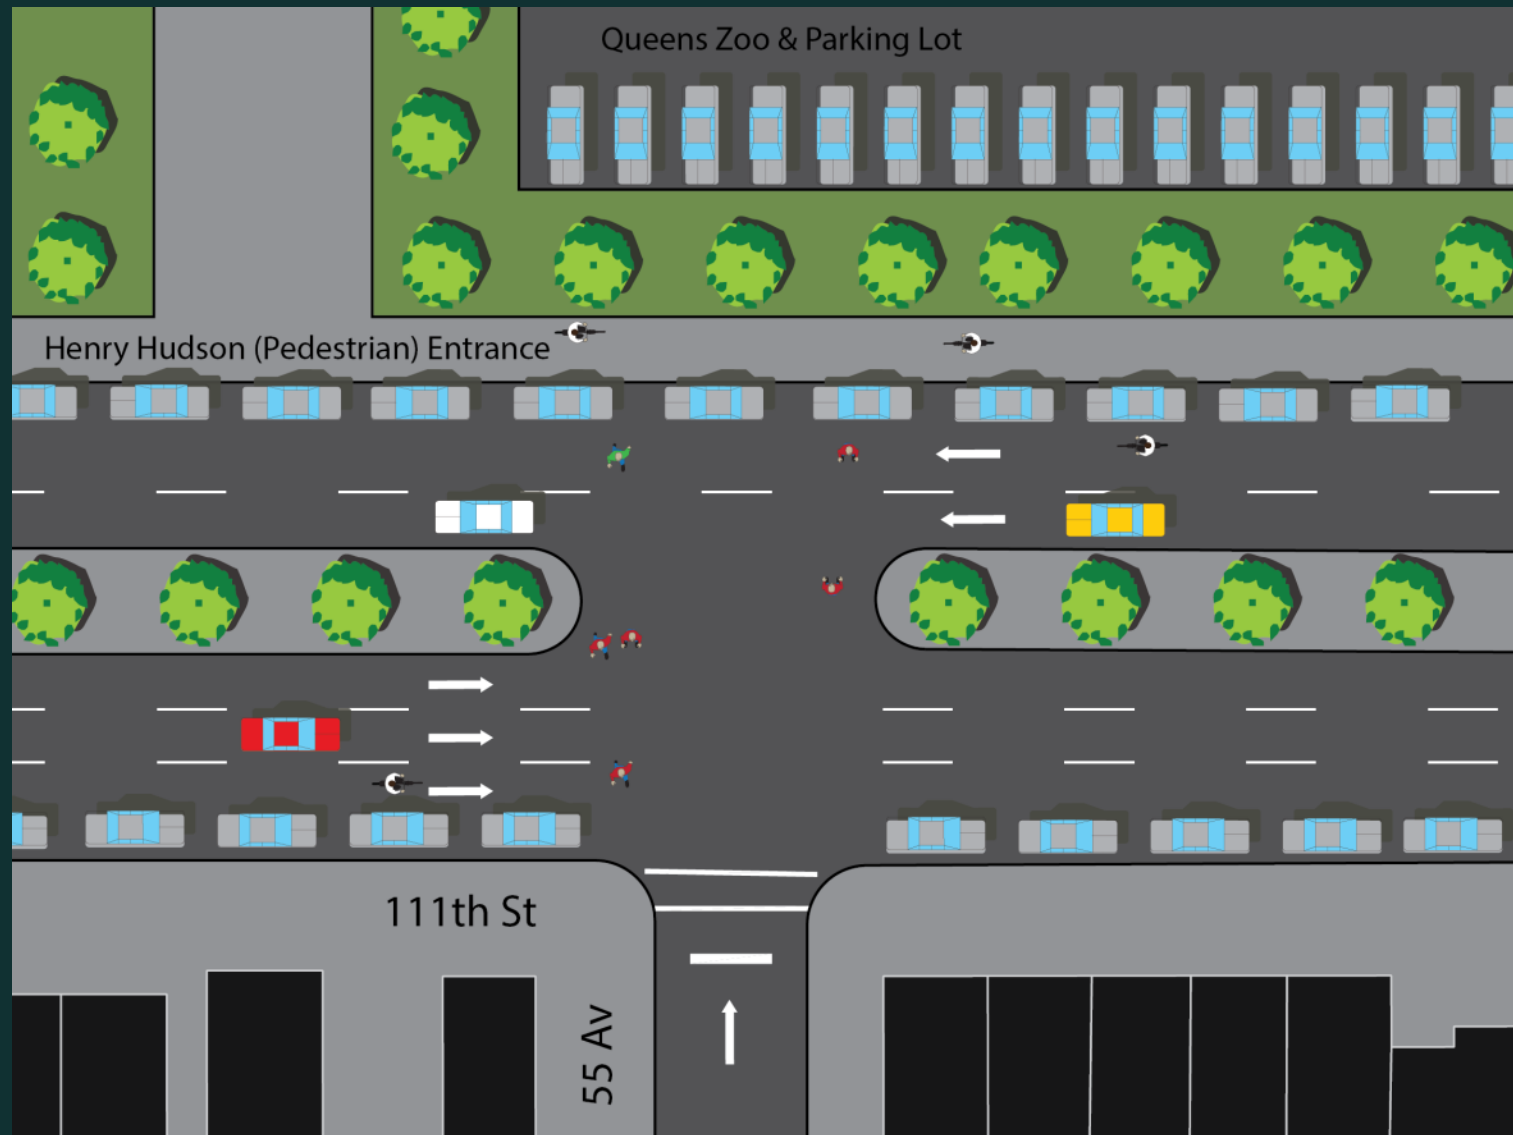 Queens Zoo & Parking Lot
Henry Hudson (Pedestrian) Entrance
111th St
55 Av